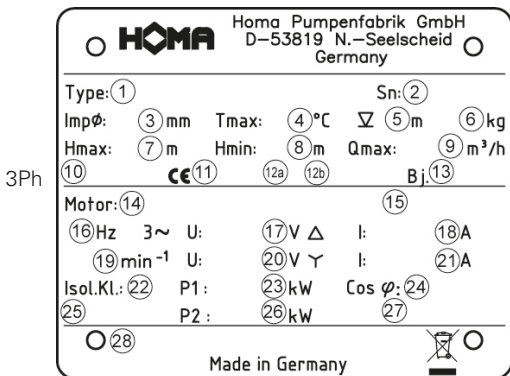 HOMA Homa Pumpenfabrik GmbH
D-53819 N.-Seelscheid
Germany
Type: 1 Sn: 2
Impø: 3 mm Tmax: 4 °C 5 m 6 kg
Hmax: 7 m Hmin: 8 m Qmax: 9 m³/h
3Ph
10 CE 11 12a 12b Bj. 13
Motor: 14 15
16 Hz 3~ U: 17 V △ I: 18 A
19 min⁻¹ U: 20 V Y I: 21 A
Isol.Kl.: 22 P1 : 23 kW Cos φ: 24
25 P2 : 26 kW 27
28
Made in Germany